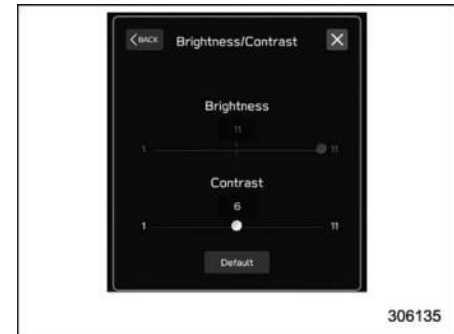 BACK Brightness/Contrast
Brightness
11
1 11
Contrast
6
1 11
Default
306135